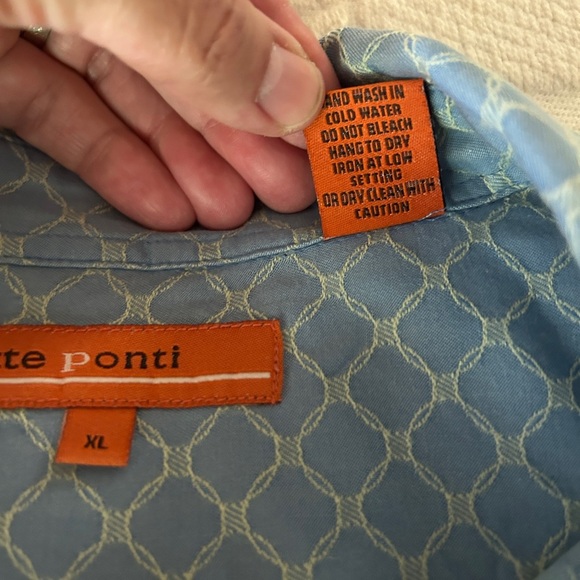 AND WASH IN
COLD WATER
DO NOT BLEACH
HANG TO DRY
IRON AT LOW
SETTING
OR DRY CLEAN WITH
CAUTION
tte ponti
XL